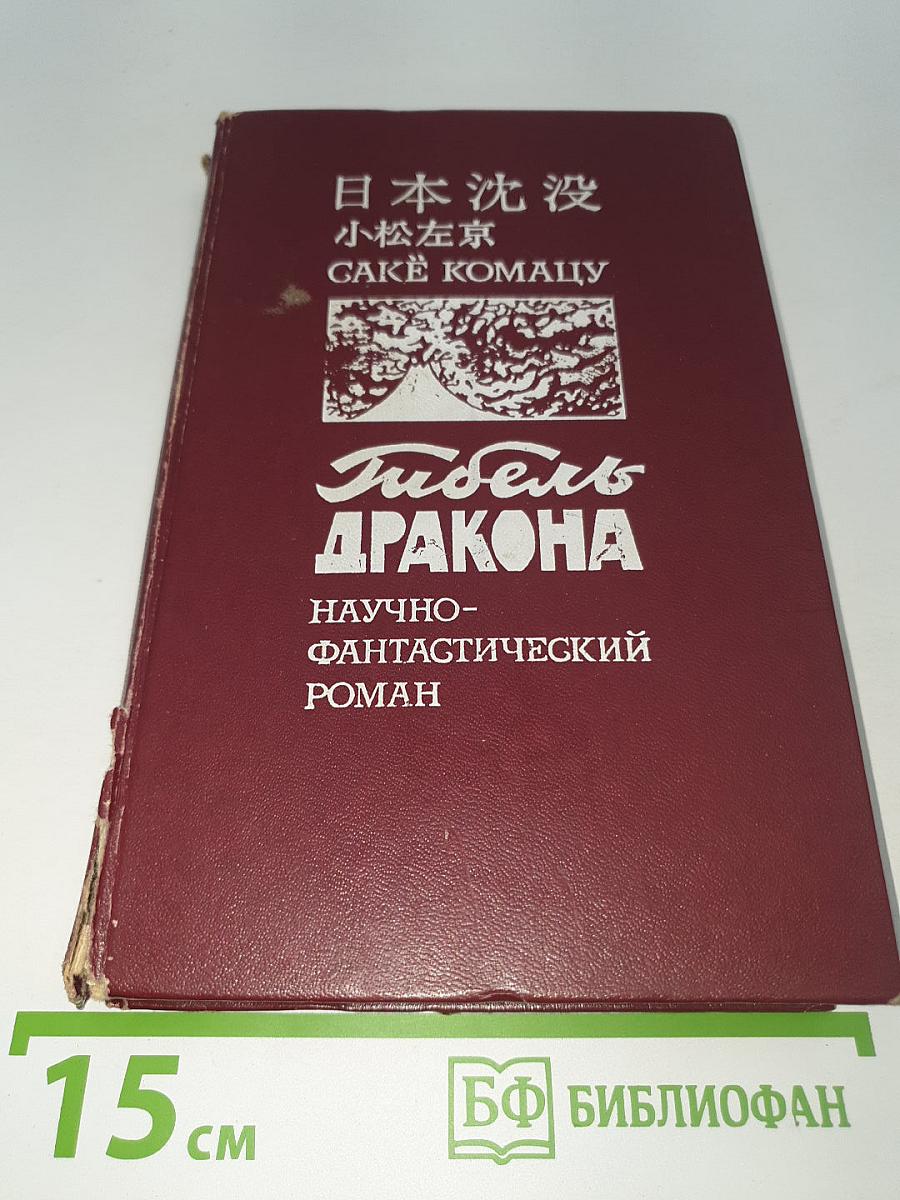 日本沈没
小松左京
САКЁ КОМАЦУ
Гибель
ДРАКОНА
НАУЧНО-
ФАНТАСТИЧЕСКИЙ
РОМАН
15 см
БФ БИБЛИОФАН